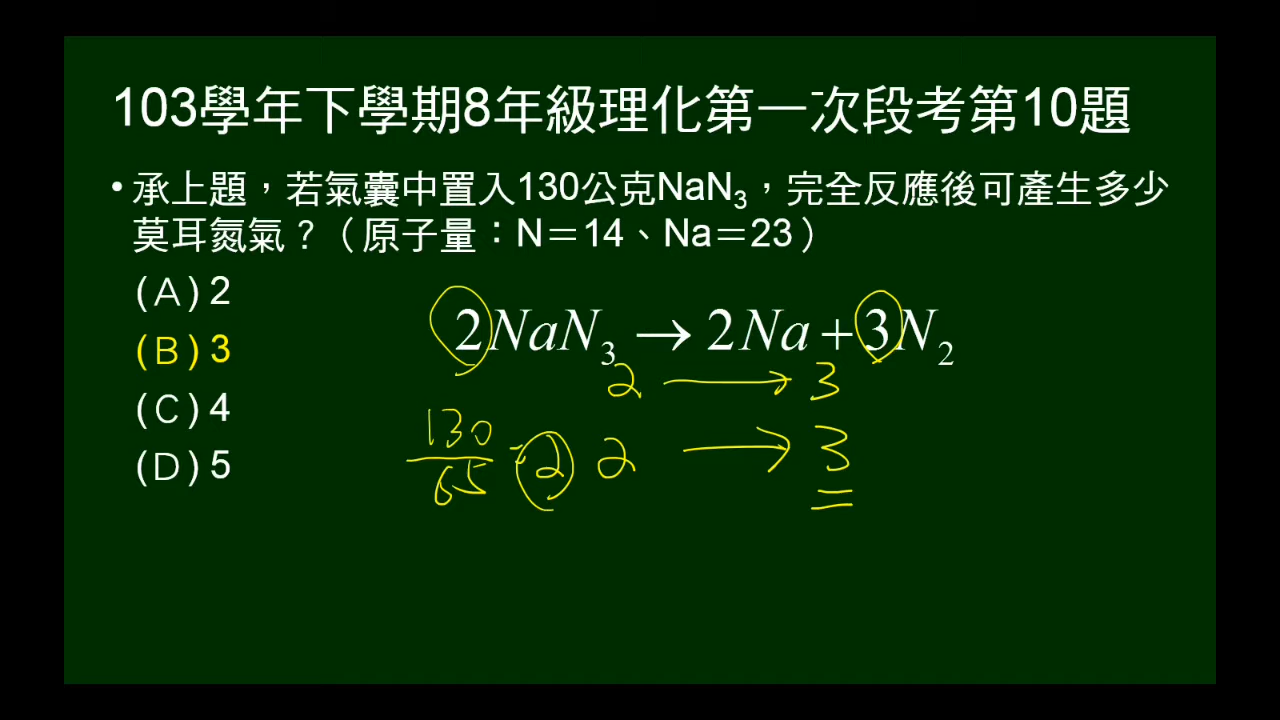 103學年下學期8年級理化第一次段考第10題
• 承上題，若氣囊中置入130公克NaN₃，完全反應後可產生多少
莫耳氮氣？（原子量：N＝14、Na＝23）
(A) 2
(B) 3
(C) 4
(D) 5
2NaN₃ → 2Na + 3N₂
2 → 3
130/65 = 2 2 → 3